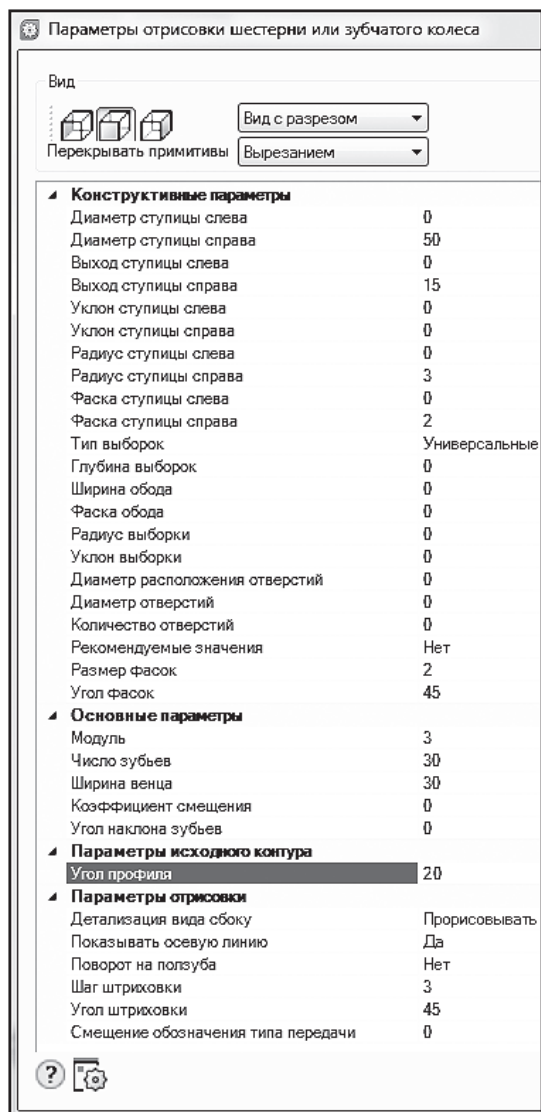 Параметры отрисовки шестерни или зубчатого колеса
Вид
Вид с разрезом
Перекрывать примитивы Вырезанием
Конструктивные параметры
Диаметр ступицы слева 0
Диаметр ступицы справа 50
Выход ступицы слева 0
Выход ступицы справа 15
Уклон ступицы слева 0
Уклон ступицы справа 0
Радиус ступицы слева 0
Радиус ступицы справа 3
Фаска ступицы слева 0
Фаска ступицы справа 2
Тип выборок Универсальные
Глубина выборок 0
Ширина обода 0
Фаска обода 0
Радиус выборки 0
Уклон выборки 0
Диаметр расположения отверстий 0
Диаметр отверстий 0
Количество отверстий 0
Рекомендуемые значения Нет
Размер фасок 2
Угол фасок 45
Основные параметры
Модуль 3
Число зубьев 30
Ширина венца 30
Коэффициент смещения 0
Угол наклона зубьев 0
Параметры исходного контура
Угол профиля 20
Параметры отрисовки
Детализация вида сбоку Прорисовывать
Показывать осевую линию Да
Поворот на ползуба Нет
Шаг штриховки 3
Угол штриховки 45
Смещение обозначения типа передачи 0
?